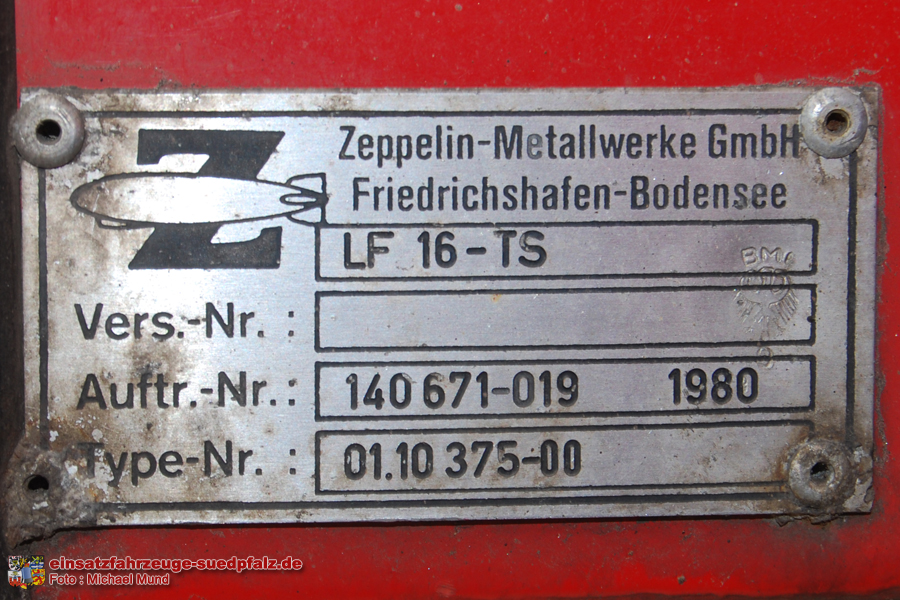 Zeppelin-Metallwerke GmbH
Friedrichshafen-Bodensee
LF 16-TS
Vers.-Nr. :
Auftr.-Nr. : 140 671-019 1980
Type-Nr. : 01.10 375-00
einsatzfahrzeuge-suedpfalz.de
Foto : Michael Mund